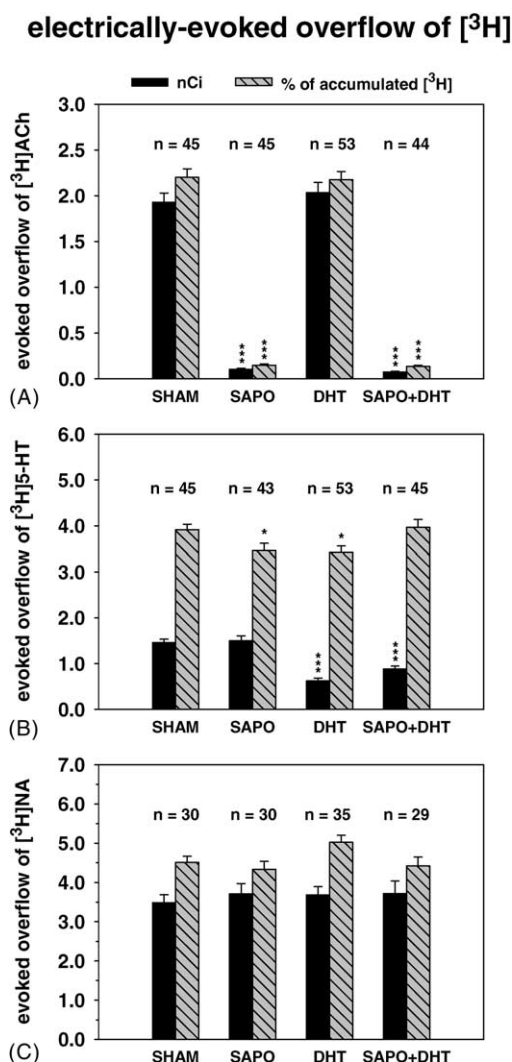 electrically-evoked overflow of [³H]
nCi % of accumulated [³H]
evoked overflow of [³H]ACh
3.0
2.5
2.0
1.5
1.0
0.5
0.0
n = 45 n = 45 n = 53 n = 44
*** *** *** ***
SHAM SAPO DHT SAPO+DHT
(A)
evoked overflow of [³H]5-HT
6.0
5.0
4.0
3.0
2.0
1.0
0.0
n = 45 n = 43 n = 53 n = 45
* *** * ***
SHAM SAPO DHT SAPO+DHT
(B)
evoked overflow of [³H]NA
7.0
6.0
5.0
4.0
3.0
2.0
1.0
0.0
n = 30 n = 30 n = 35 n = 29
SHAM SAPO DHT SAPO+DHT
(C)